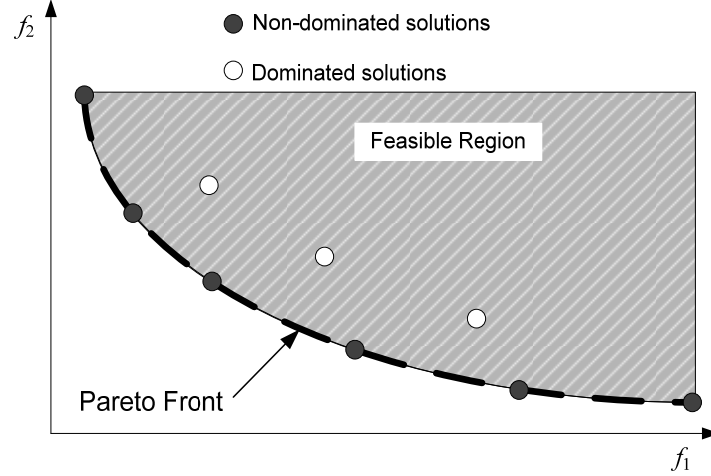 f2
Non-dominated solutions
Dominated solutions
Feasible Region
Pareto Front
f1